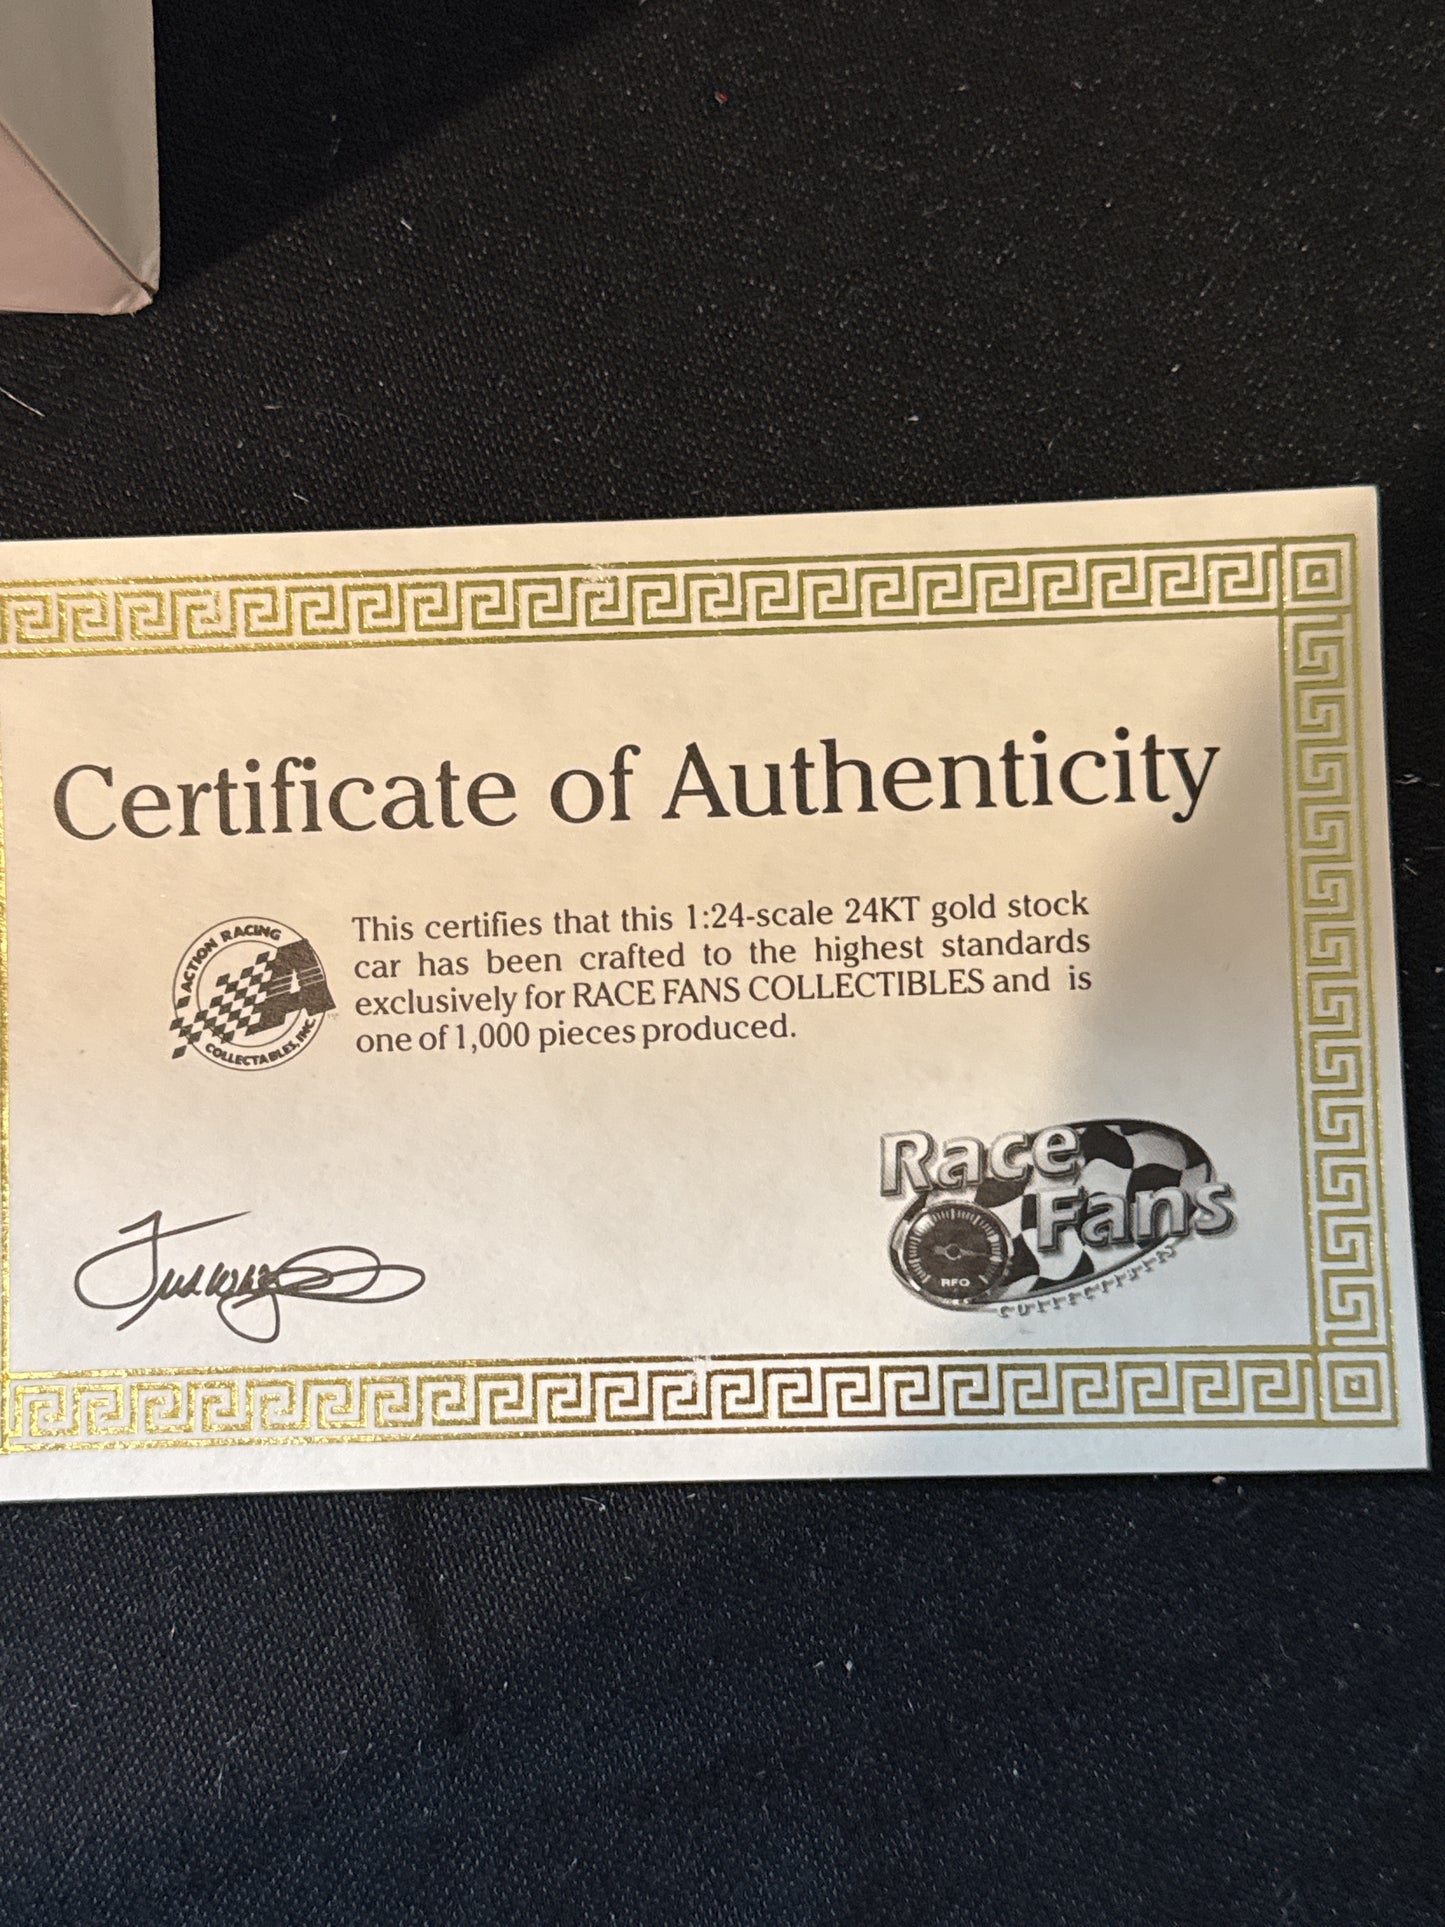 Certificate of Authenticity
ACTION RACING
COLLECTABLES, INC.
This certifies that this 1:24-scale 24KT gold stock
car has been crafted to the highest standards
exclusively for RACE FANS COLLECTIBLES and is
one of 1,000 pieces produced.
Race
Fans
RFO
COLLECTIBLES